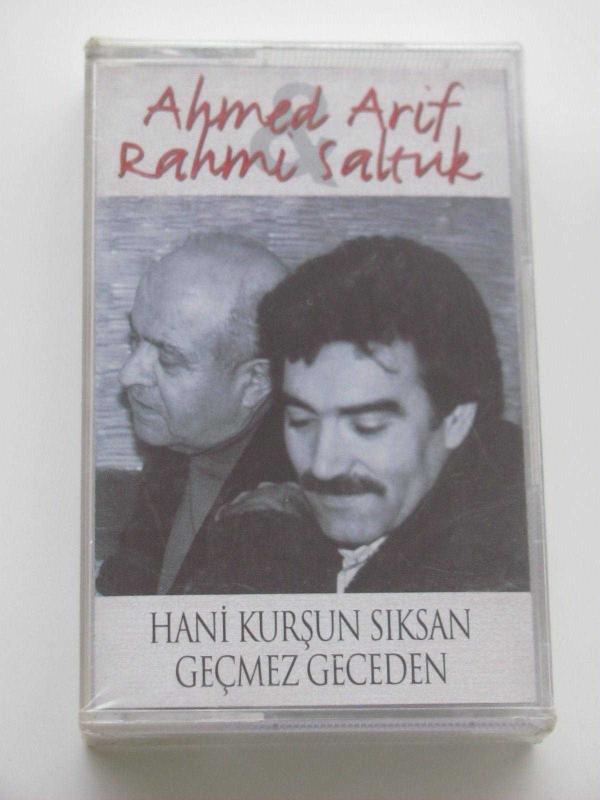 Ahmed Arif
&
Rahmi Saltuk
HANİ KURŞUN SIKSAN
GEÇMEZ GECEDEN